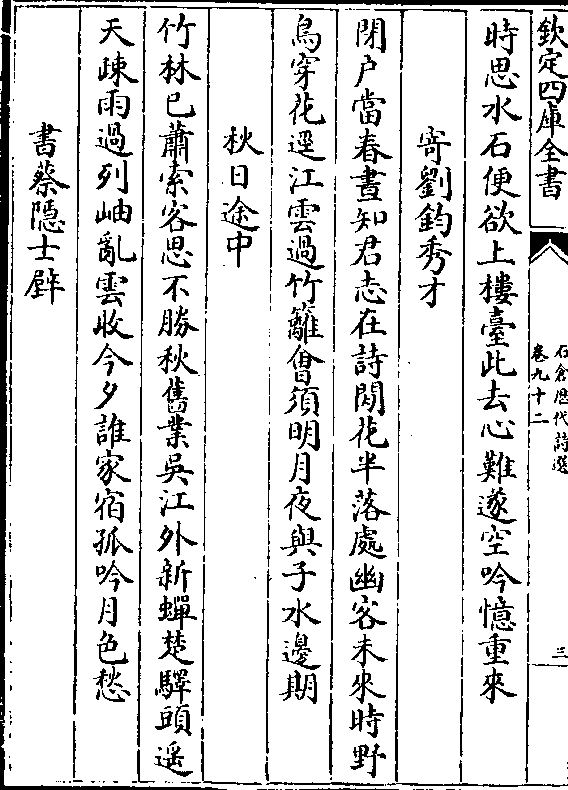 欽定四庫全書
石倉歷代詩選
卷九十二
三
時思水石便欲上樓臺此去心難遂空吟憶重來
寄劉鈞秀才
閉户當春晝知君志在詩閑花半落處幽客未來時野
鳥穿花逕江雲過竹籬會須明月夜與子水邊期
秋日途中
竹林已蕭索客思不勝秋舊業吳江外新蟬楚驛頭遥
天疎雨過列岫亂雲收今夕誰家宿孤吟月色愁
書蔡隠士壁